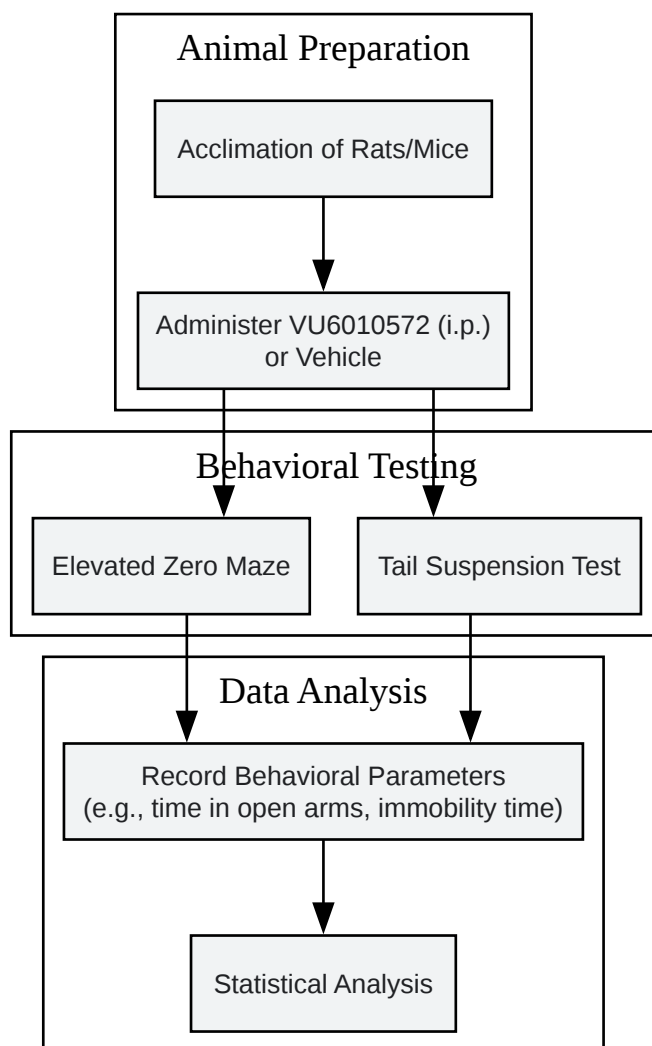 Animal Preparation
Acclimation of Rats/Mice
Administer VU6010572 (i.p.)
or Vehicle
Behavioral Testing
Elevated Zero Maze
Tail Suspension Test
Data Analysis
Record Behavioral Parameters
(e.g., time in open arms, immobility time)
Statistical Analysis